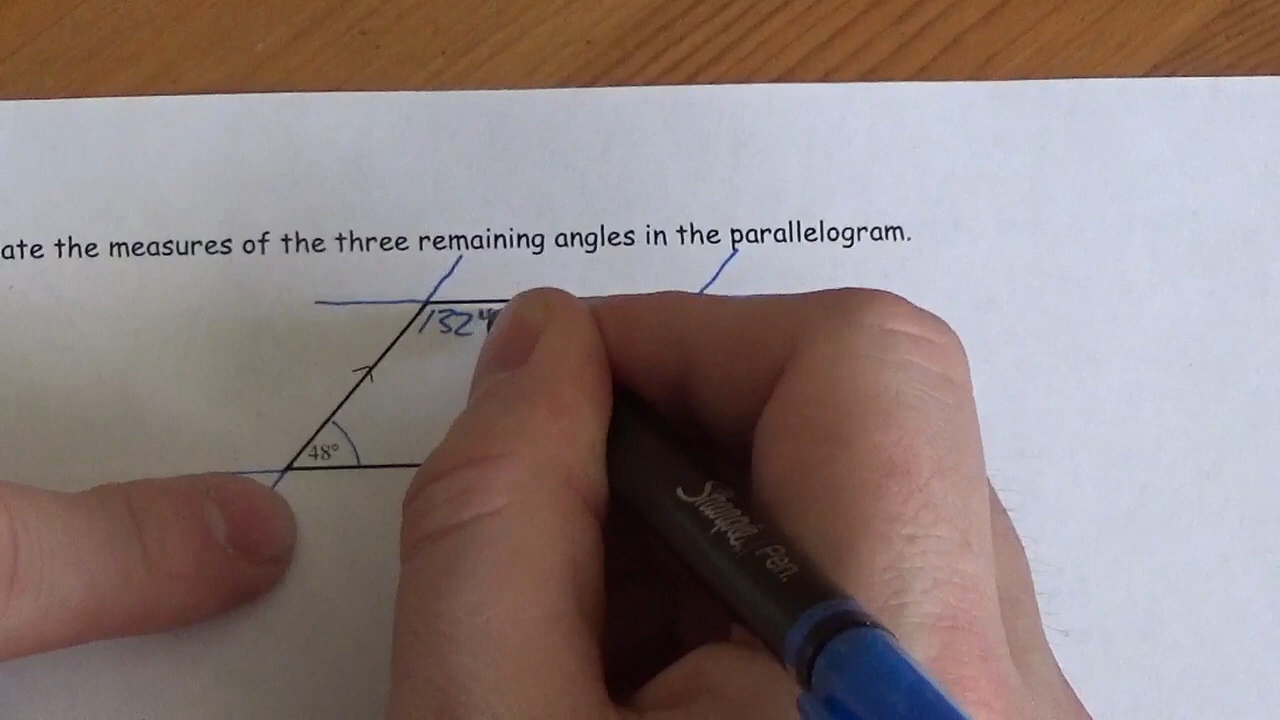 ate the measures of the three remaining angles in the parallelogram.
132°
48°
Sharpie Pen.